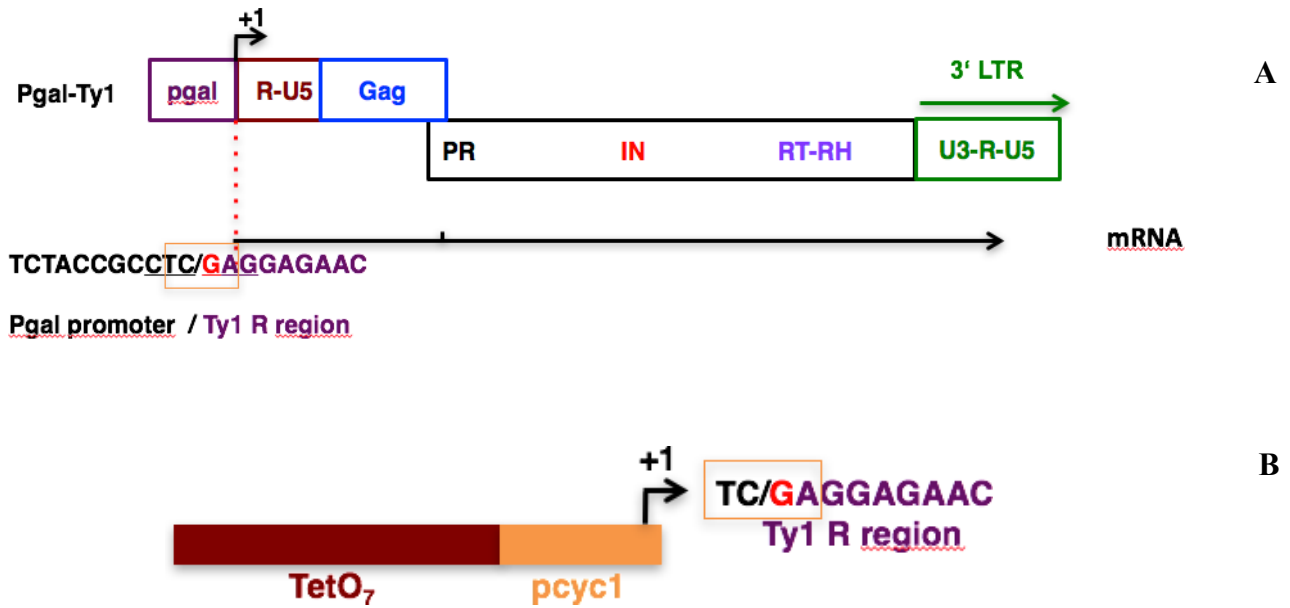 +1
Pgal-Ty1
pgal
R-U5
Gag
3‘ LTR
A
PR
IN
RT-RH
U3-R-U5
mRNA
TCTACCGCCTC/GAGGAGAAC
Pgal promoter / Ty1 R region
B
+1
TC/GAGGAGAAC
Ty1 R region
TetO₇
pcyc1